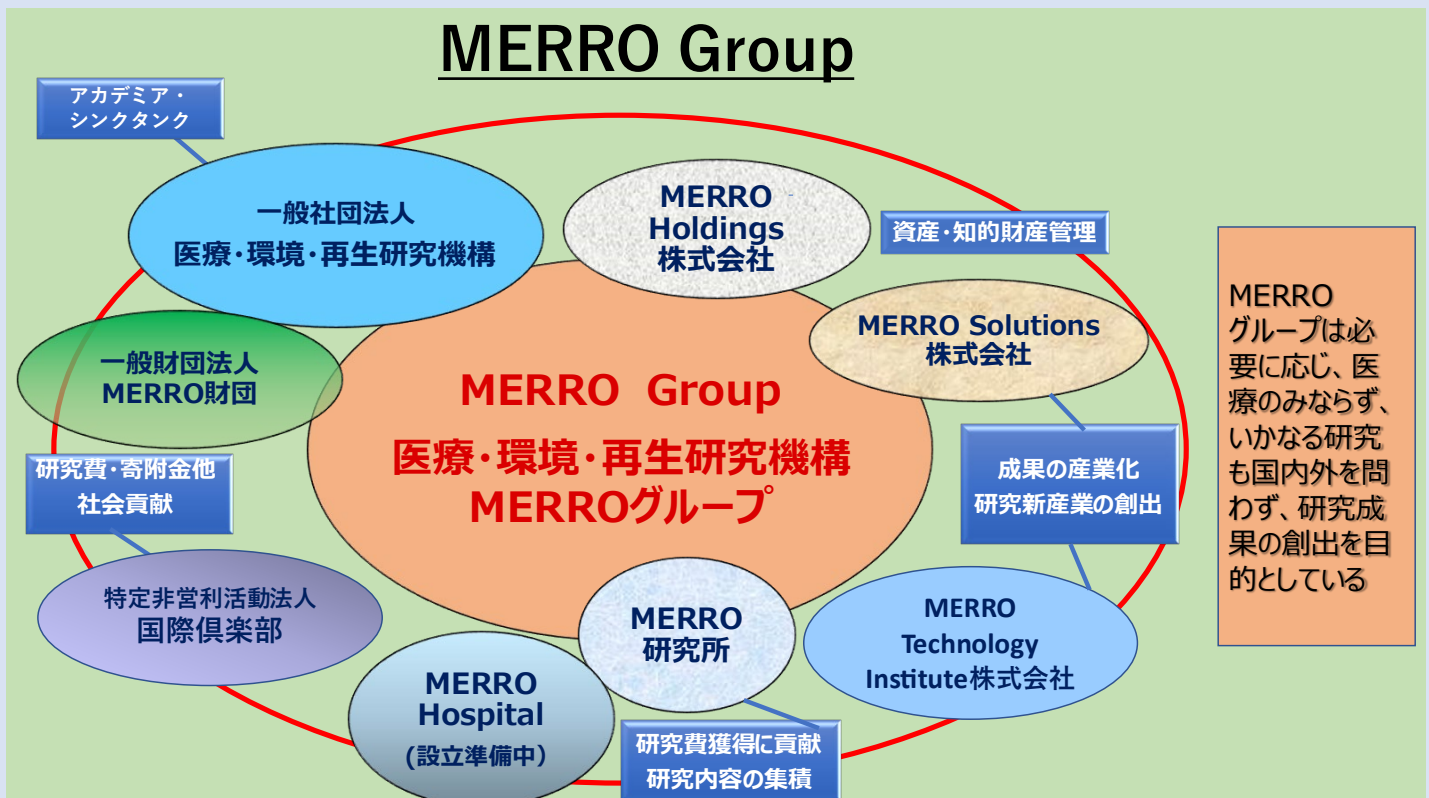 MERRO Group
アカデミア・
シンクタンク
一般社団法人
医療・環境・再生研究機構
MERRO
Holdings
株式会社
資産・知的財産管理
MERRO Solutions
株式会社
一般財団法人
MERRO財団
MERRO Group
医療・環境・再生研究機構
MERROグループ
研究費・寄附金他
社会貢献
成果の産業化
研究新産業の創出
特定非営利活動法人
国際倶楽部
MERRO
研究所
MERRO
Technology
Institute株式会社
MERRO
Hospital
(設立準備中)
研究費獲得に貢献
研究内容の集積
MERRO
グループは必
要に応じ、医
療のみならず、
いかなる研究
も国内外を問
わず、研究成
果の創出を目
的としている